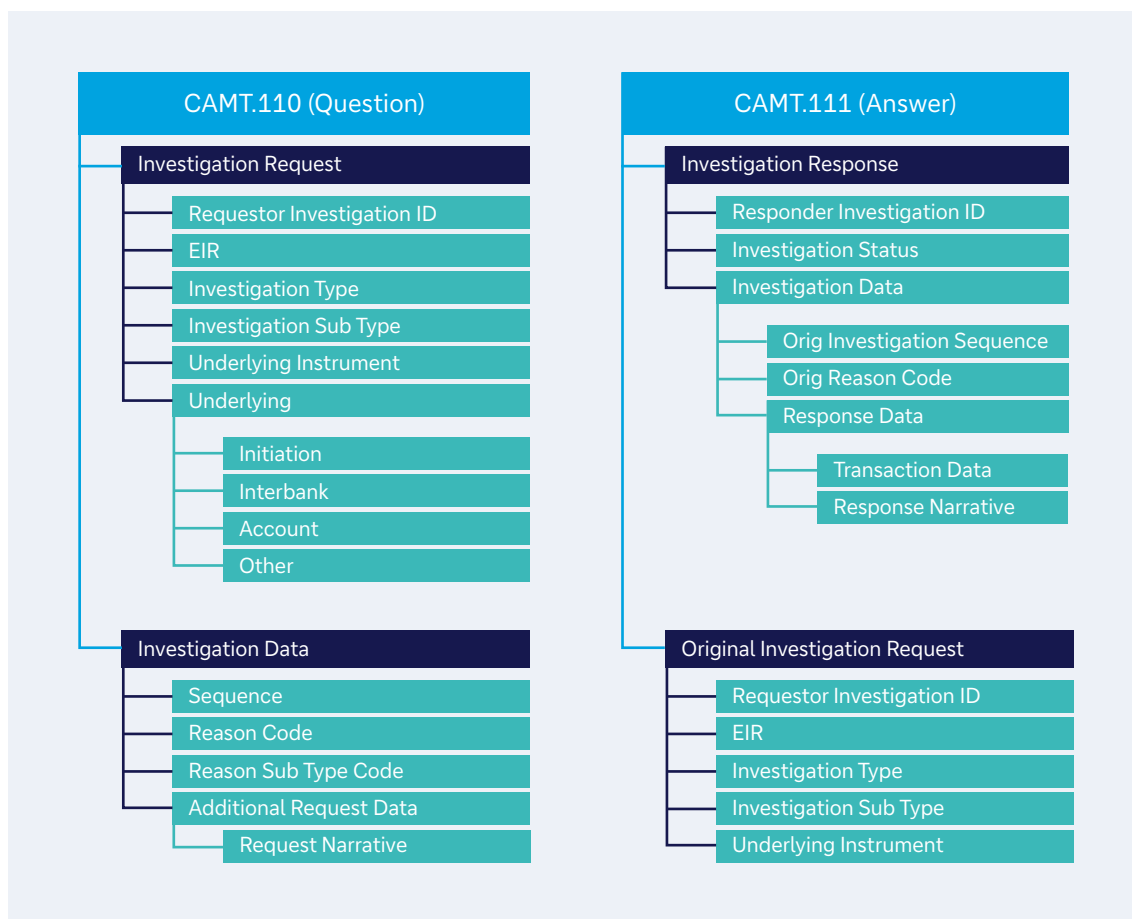 CAMT.110 (Question)
Investigation Request
Requestor Investigation ID
EIR
Investigation Type
Investigation Sub Type
Underlying Instrument
Underlying
Initiation
Interbank
Account
Other
Investigation Data
Sequence
Reason Code
Reason Sub Type Code
Additional Request Data
Request Narrative
CAMT.111 (Answer)
Investigation Response
Responder Investigation ID
Investigation Status
Investigation Data
Orig Investigation Sequence
Orig Reason Code
Response Data
Transaction Data
Response Narrative
Original Investigation Request
Requestor Investigation ID
EIR
Investigation Type
Investigation Sub Type
Underlying Instrument